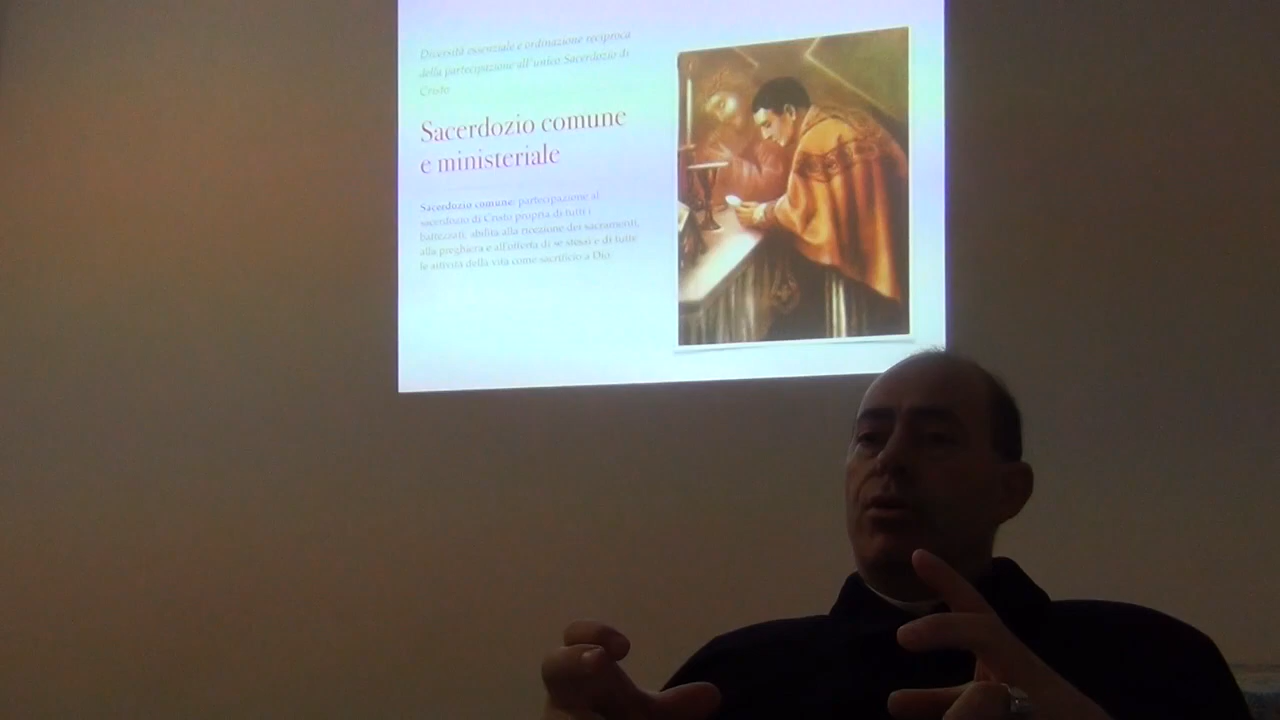 Diversità essenziale e ordinazione reciproca
della partecipazione all'unico Sacerdozio di
Cristo
Sacerdozio comune
e ministeriale
Sacerdozio comune: partecipazione al
sacerdozio di Cristo propria di tutti i
battezzati, abilita alla ricezione dei sacramenti,
alla preghiera e all'offerta di se stessi e di tutte
le attività della vita come sacrificio a Dio